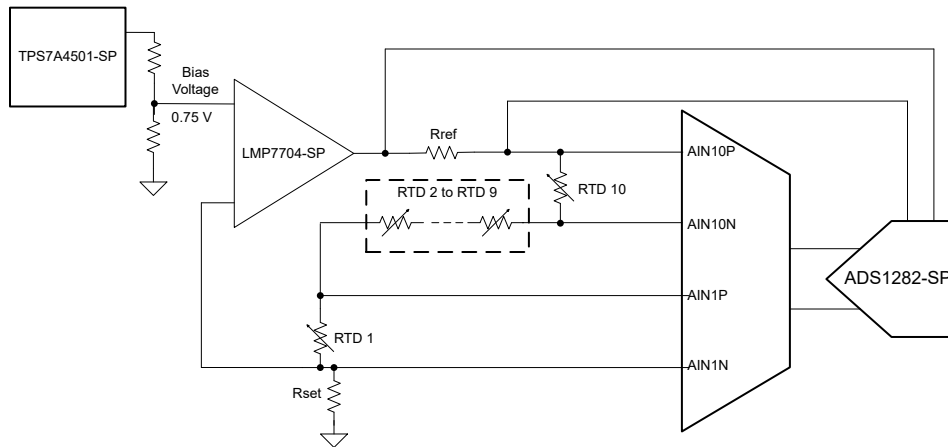 TPS7A4501-SP
Bias
Voltage
0.75 V
LMP7704-SP
Rref
AIN10P
RTD 2 to RTD 9
RTD 10
AIN10N
ADS1282-SP
AIN1P
RTD 1
AIN1N
Rset